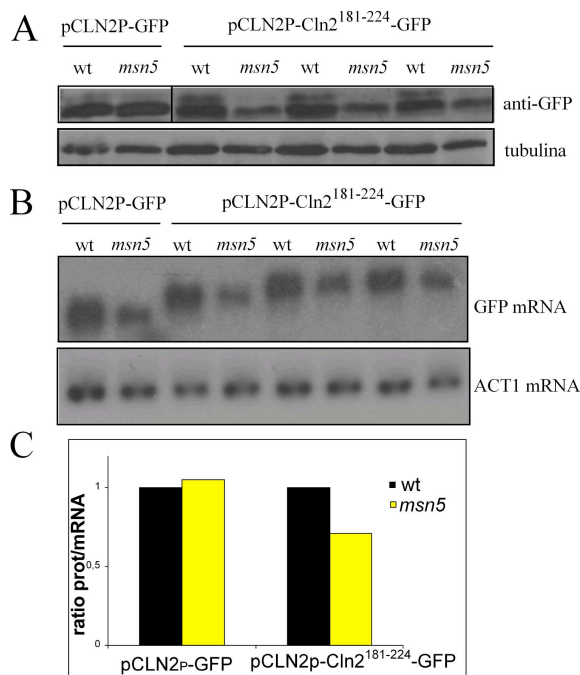 A
pCLN2P-GFP pCLN2P-Cln2181-224-GFP
wt msn5 wt msn5 wt msn5 wt msn5
anti-GFP
tubulina
B
pCLN2P-GFP pCLN2P-Cln2181-224-GFP
wt msn5 wt msn5 wt msn5 wt msn5
GFP mRNA
ACT1 mRNA
C
ratio prot/mRNA
1
0,5
0
wt
msn5
pCLN2P-GFP pCLN2p-Cln2181-224-GFP